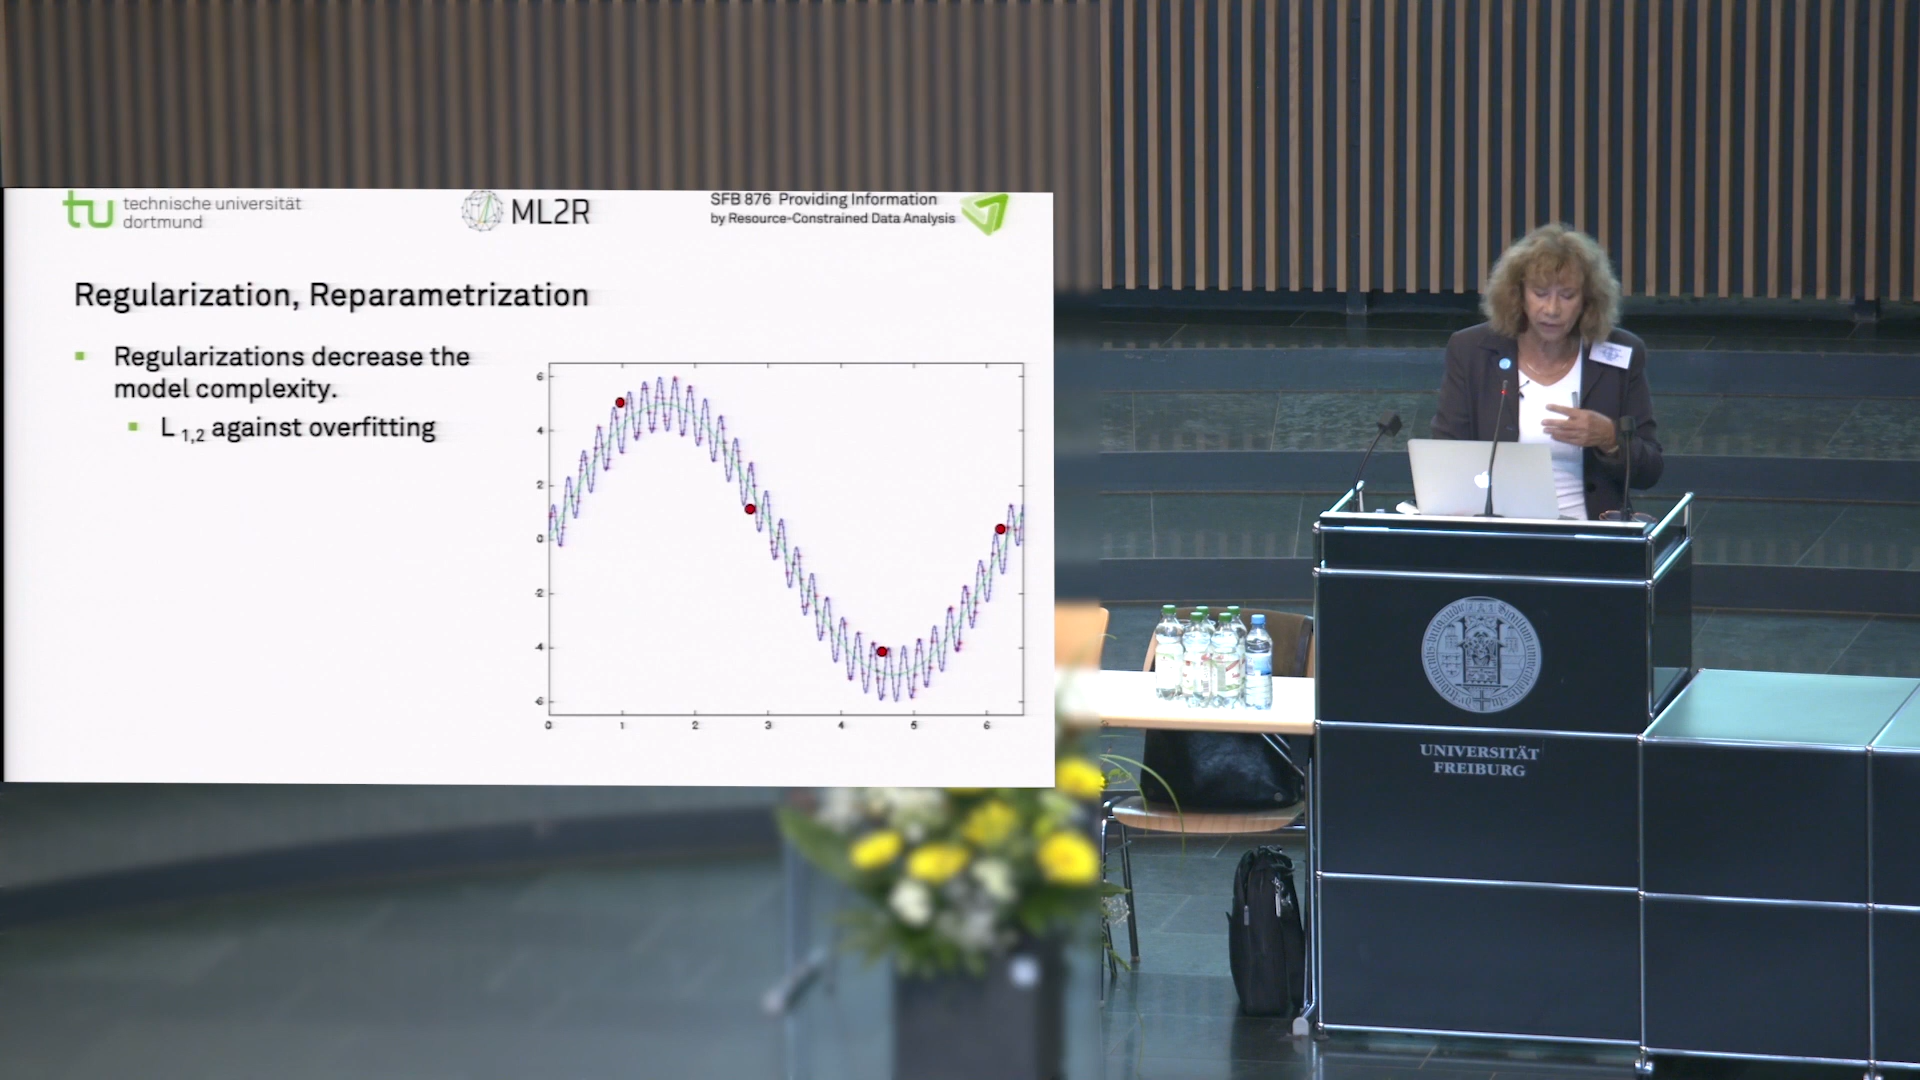 tu technische universität
dortmund
ML2R
SFB 876 Providing Information
by Resource-Constrained Data Analysis
Regularization, Reparametrization
Regularizations decrease the
model complexity.
L 1,2 against overfitting
6
4
2
0
-2
-4
-6
0 1 2 3 4 5 6
UNIVERSITÄT
FREIBURG